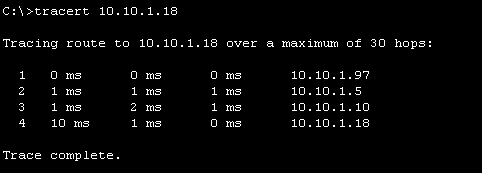 C:\>tracert 10.10.1.18
Tracing route to 10.10.1.18 over a maximum of 30 hops:
1 0 ms 0 ms 0 ms 10.10.1.97
2 1 ms 1 ms 1 ms 10.10.1.5
3 1 ms 2 ms 1 ms 10.10.1.10
4 10 ms 1 ms 0 ms 10.10.1.18
Trace complete.